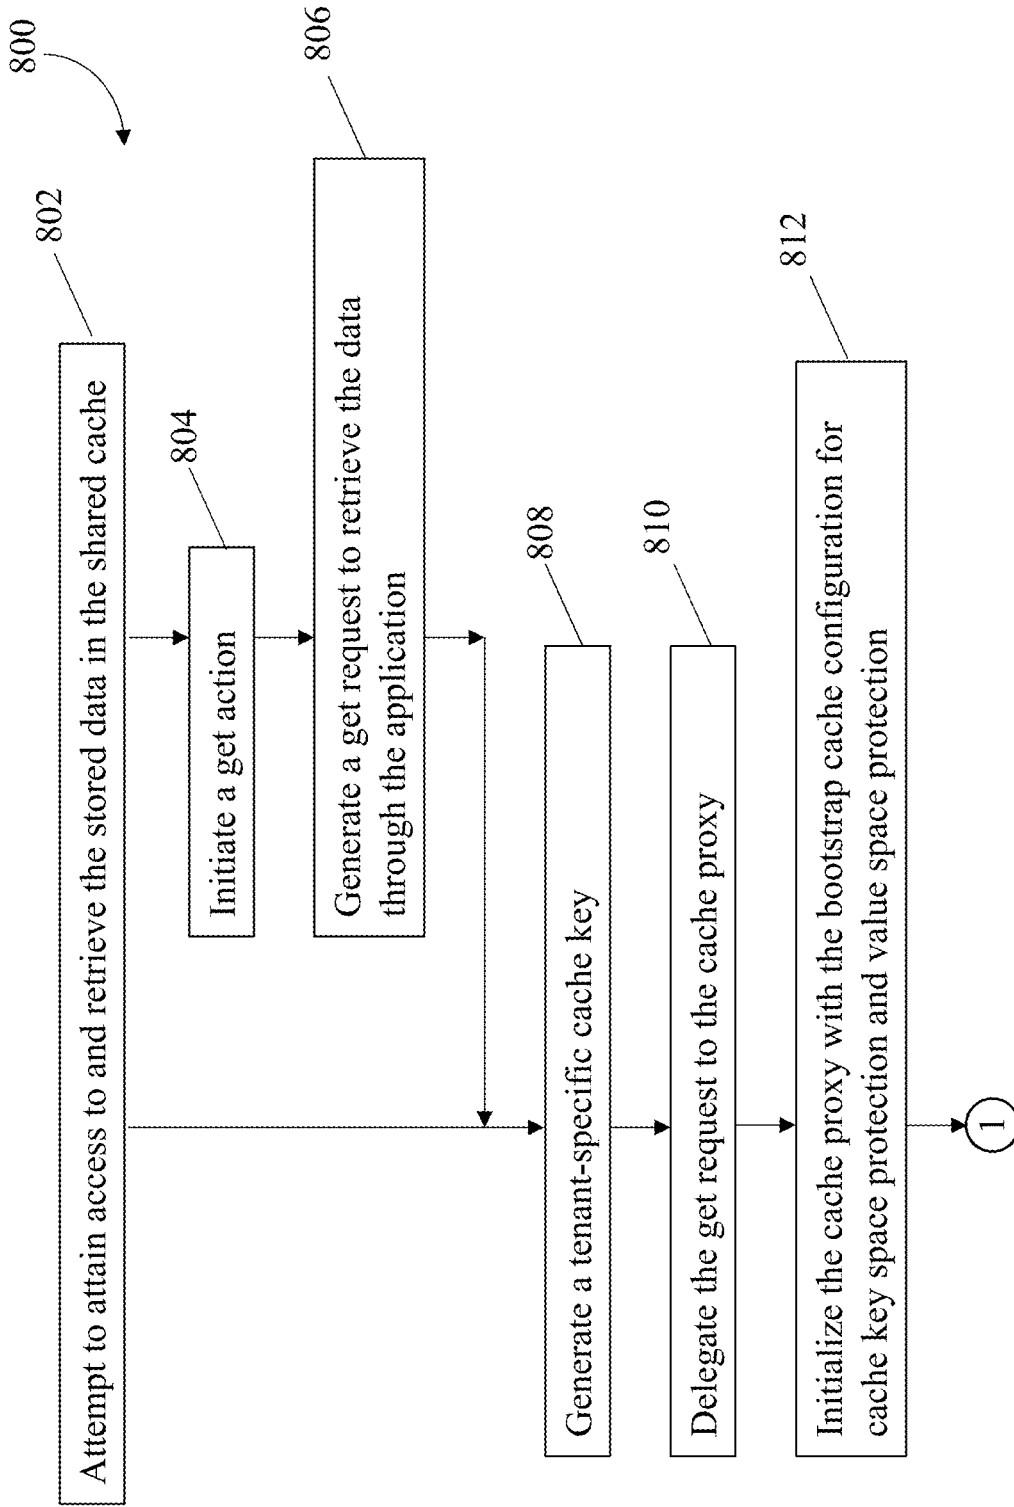 800
802
Attempt to attain access to and retrieve the stored data in the shared cache
804
Initiate a get action
806
Generate a get request to retrieve the data
through the application
808
Generate a tenant-specific cache key
810
Delegate the get request to the cache proxy
812
Initialize the cache proxy with the bootstrap cache configuration for
cache key space protection and value space protection
1